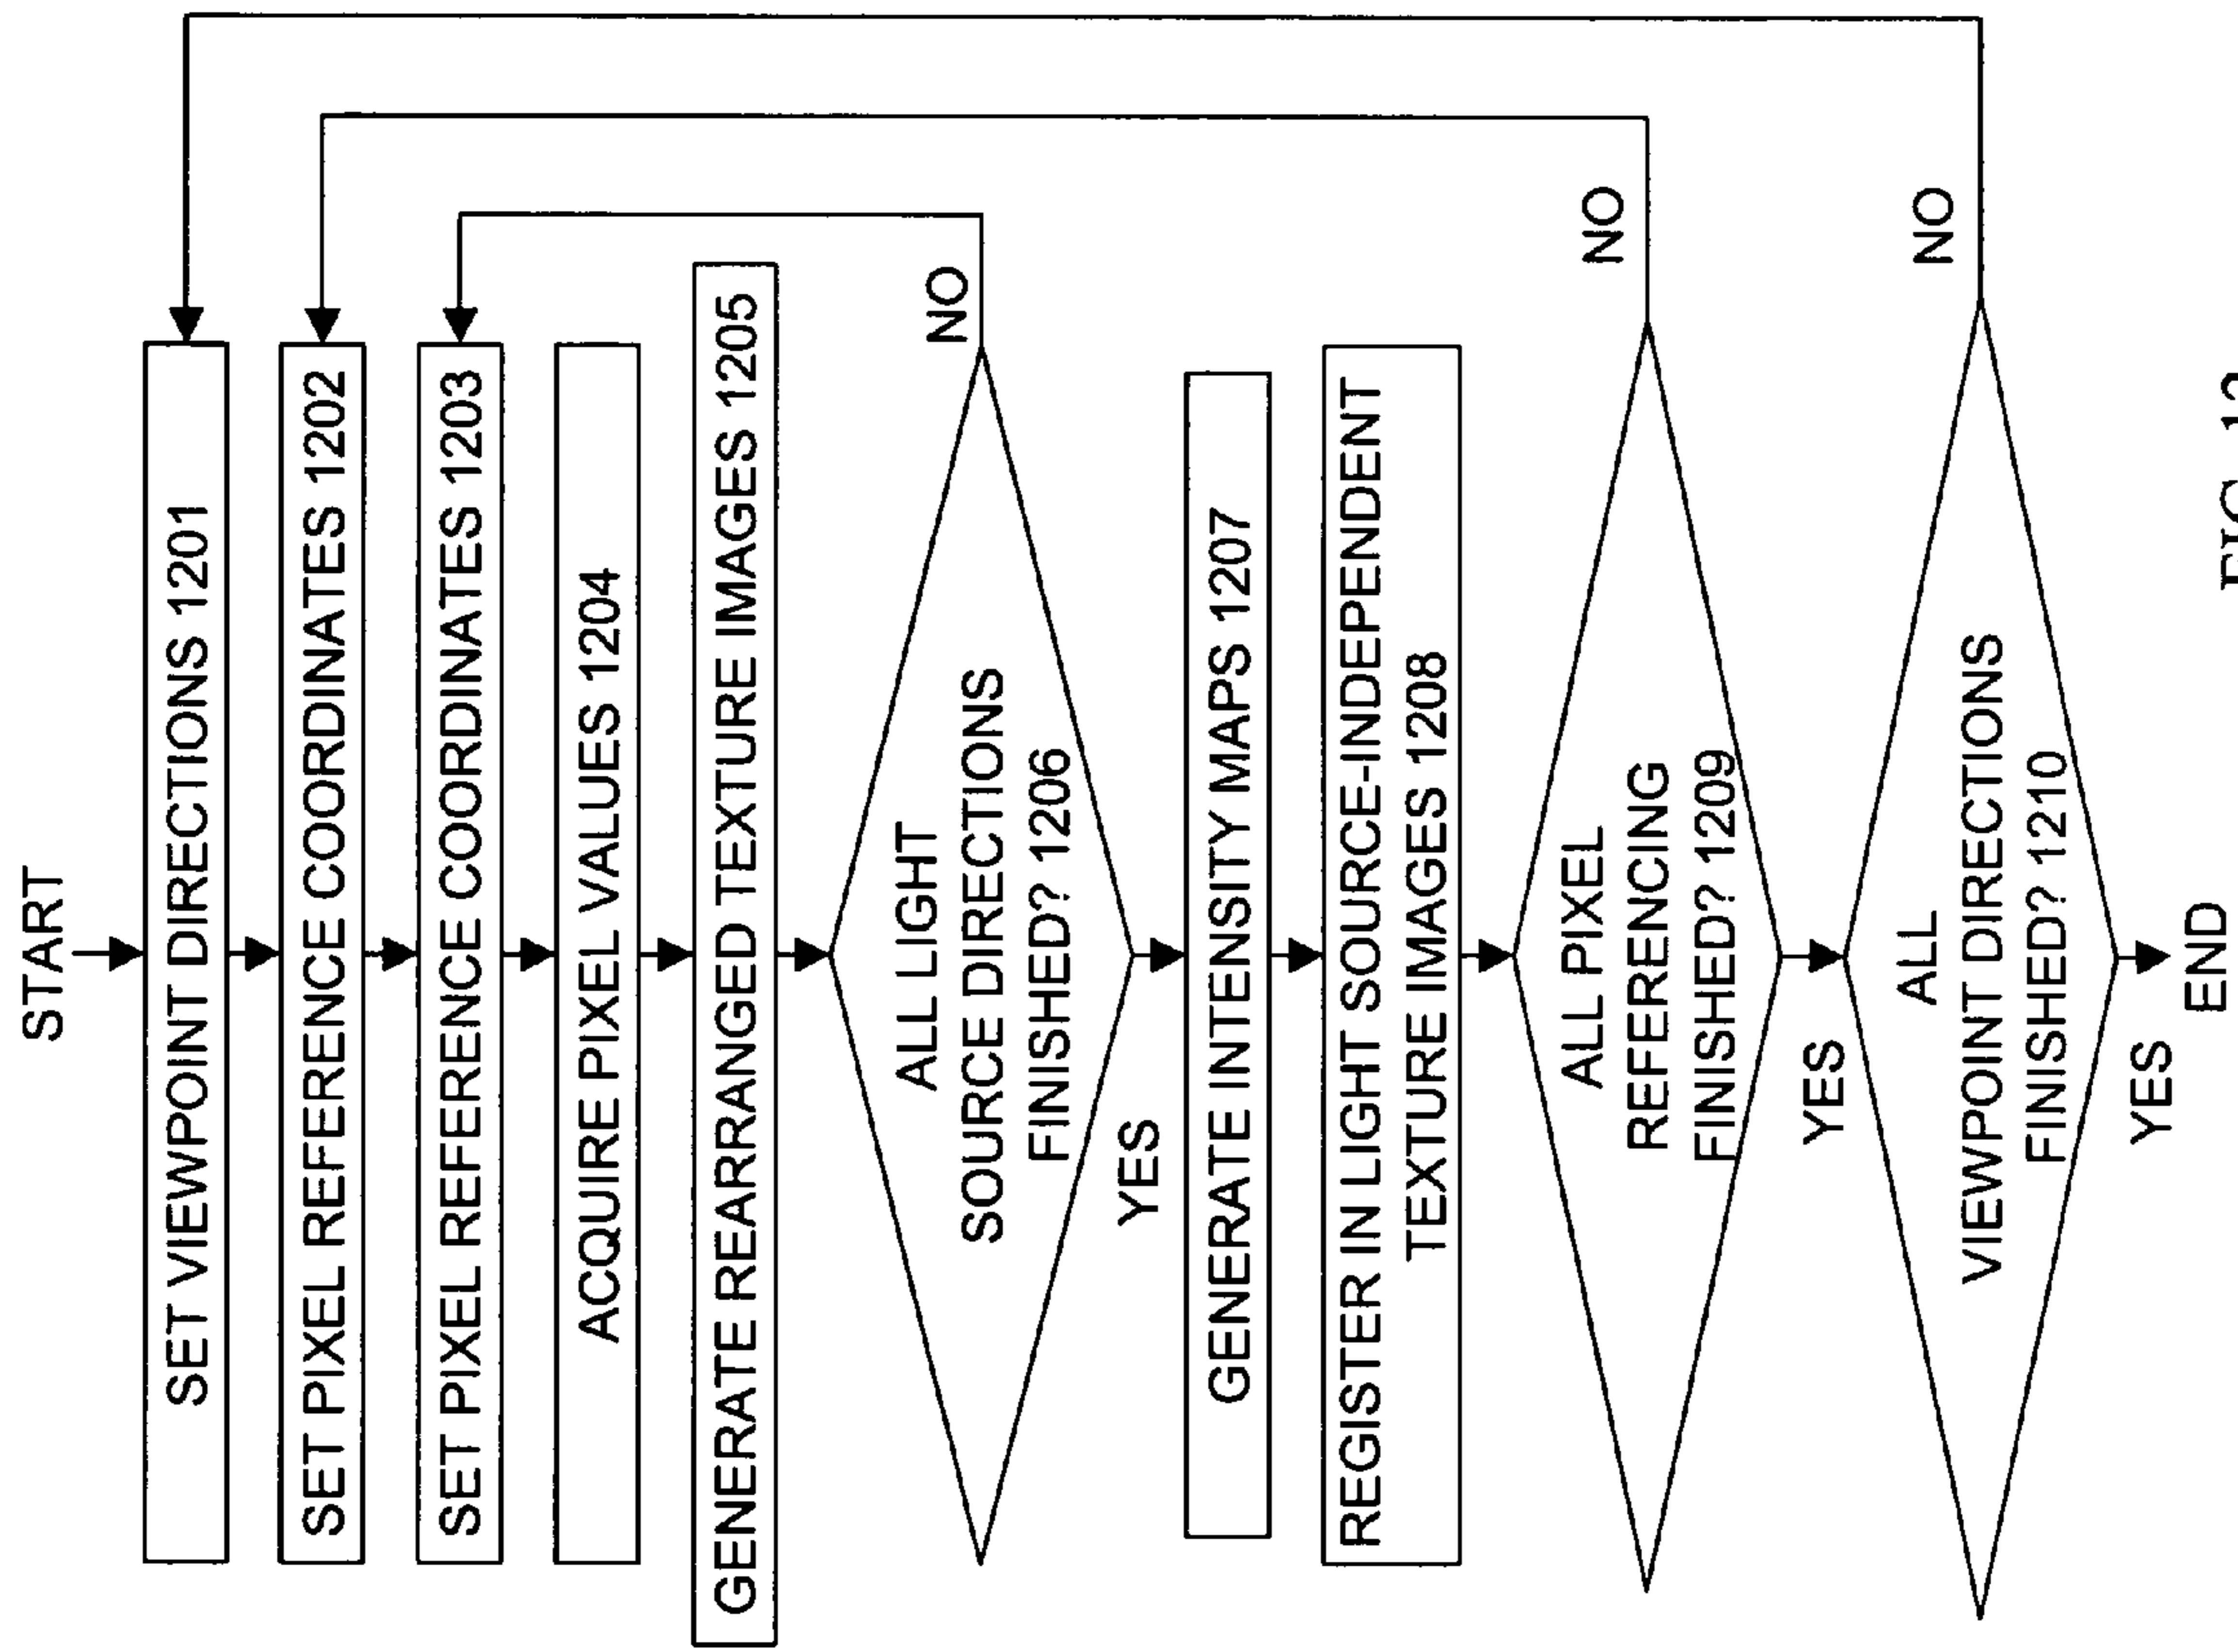 START
SET VIEWPOINT DIRECTIONS 1201
SET PIXEL REFERENCE COORDINATES 1202
SET PIXEL REFERENCE COORDINATES 1203
ACQUIRE PIXEL VALUES 1204
GENERATE REARRANGED TEXTURE IMAGES 1205
ALL LIGHT
SOURCE DIRECTIONS
FINISHED? 1206
NO
YES
GENERATE INTENSITY MAPS 1207
REGISTER IN LIGHT SOURCE-INDEPENDENT
TEXTURE IMAGES 1208
ALL PIXEL
REFERENCING
FINISHED? 1209
NO
YES
ALL
VIEWPOINT DIRECTIONS
FINISHED? 1210
NO
YES
END